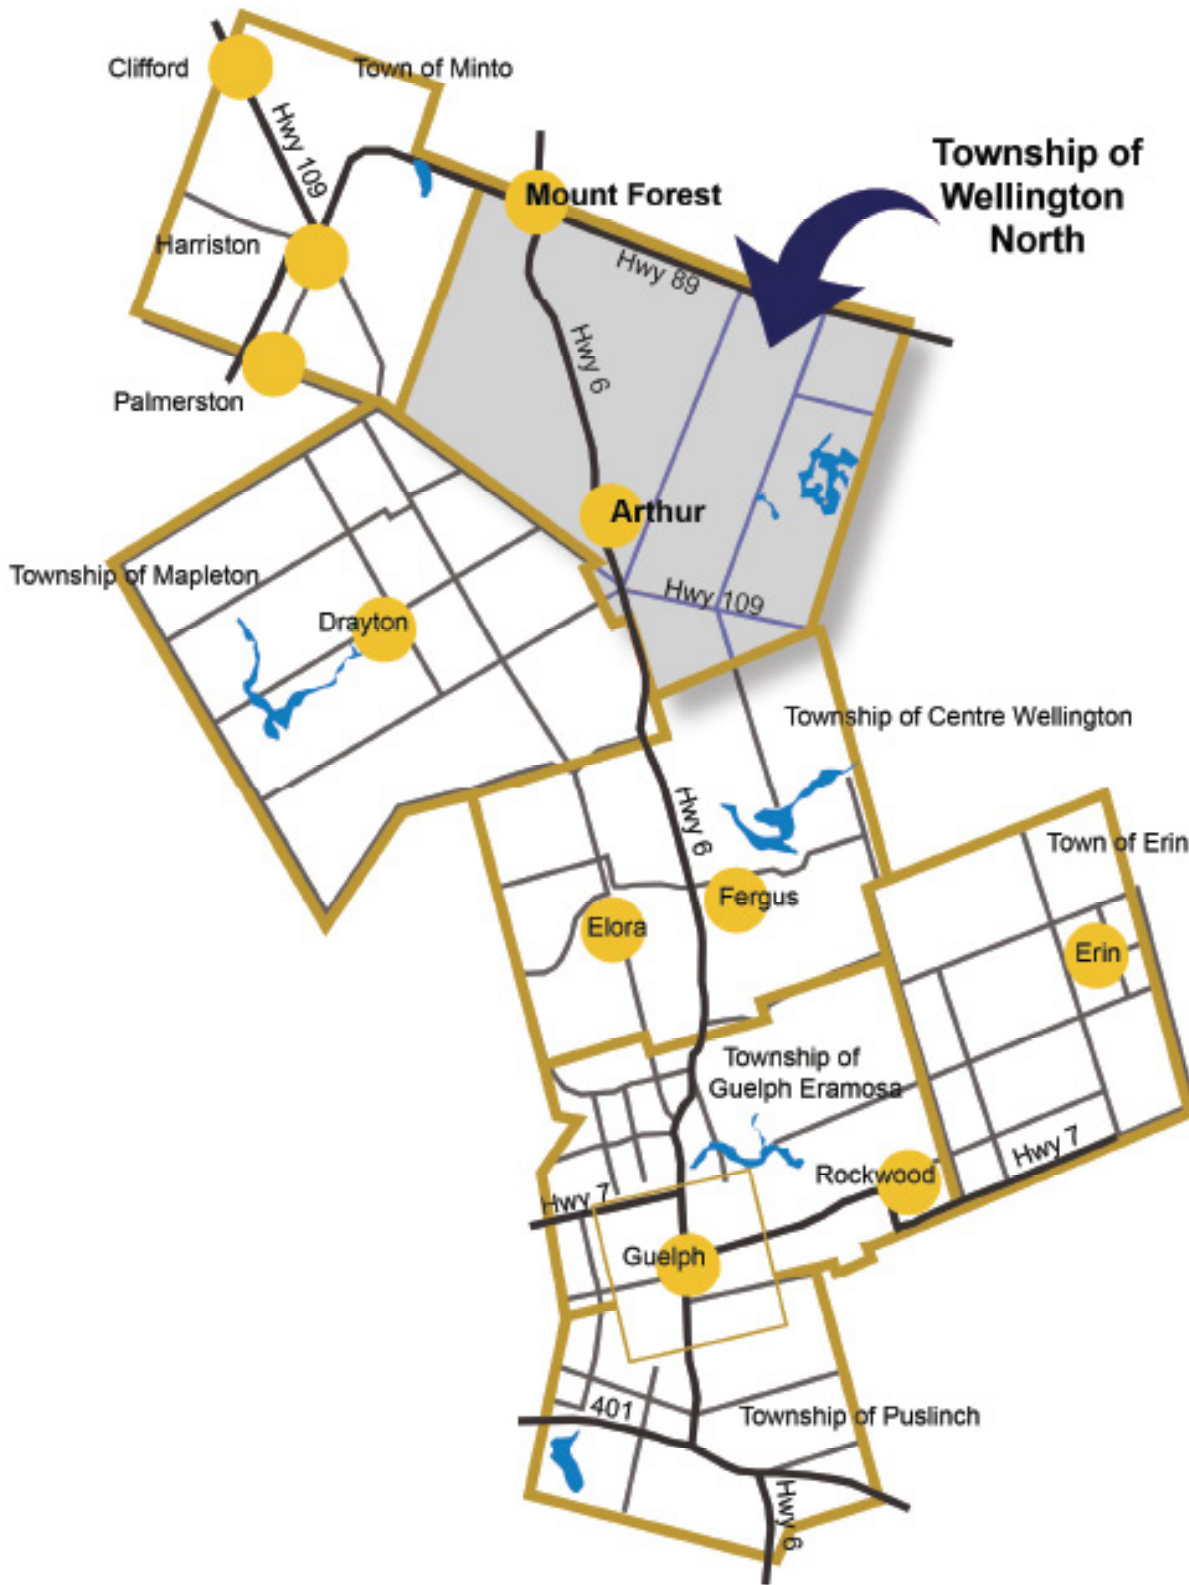 Clifford
Town of Minto
Hwy 109
Township of
Wellington
North
Mount Forest
Harriston
Hwy 89
Hwy 6
Palmerston
Arthur
Township of Mapleton
Hwy 109
Drayton
Township of Centre Wellington
Hwy 6
Town of Erin
Fergus
Elora
Erin
Township of
Guelph Eramosa
Hwy 7
Rockwood
Hwy 7
Guelph
401
Township of Puslinch
Hwy 6